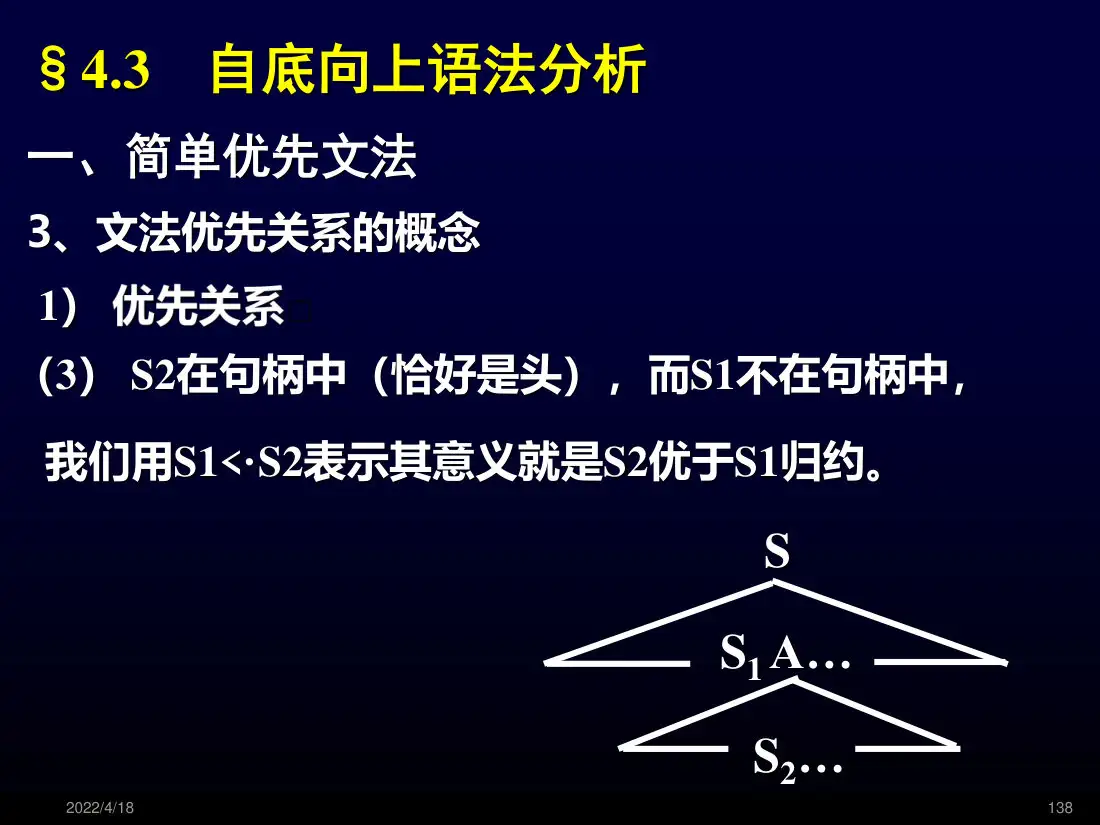 §4.3 自底向上语法分析
一、简单优先文法
3、文法优先关系的概念
1） 优先关系
（3） S2在句柄中（恰好是头），而S1不在句柄中，
我们用S1<·S2表示其意义就是S2优于S1归约。
S
S1 A…
S2…
2022/4/18
138